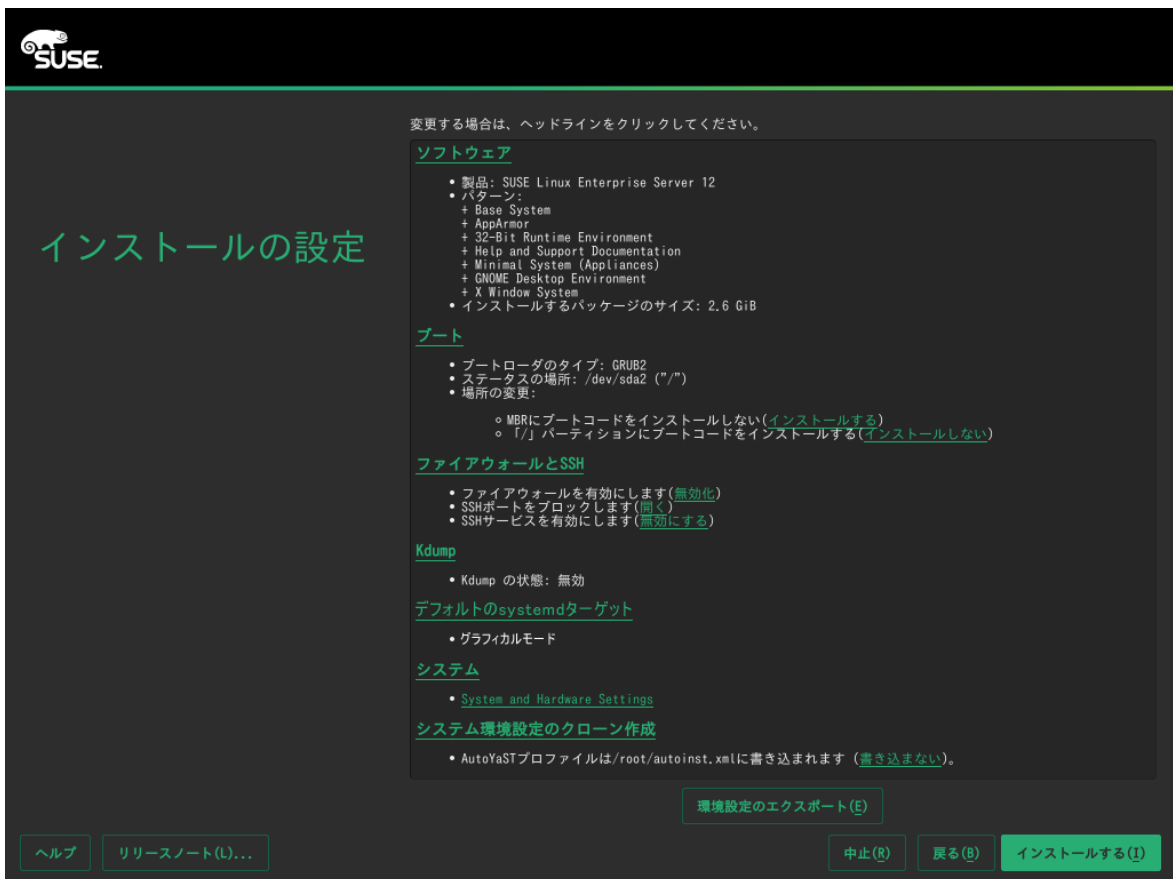 SUSE.
変更する場合は、ヘッドラインをクリックしてください。
インストールの設定
ソフトウェア
• 製品: SUSE Linux Enterprise Server 12
• パターン:
+ Base System
+ AppArmor
+ 32-Bit Runtime Environment
+ Help and Support Documentation
+ Minimal System (Appliances)
+ GNOME Desktop Environment
+ X Window System
• インストールするパッケージのサイズ: 2.6 GiB
ブート
• ブートローダのタイプ: GRUB2
• ステータスの場所: /dev/sda2 ("/")
• 場所の変更:
○ MBRにブートコードをインストールしない(インストールする)
○ 「/」パーティションにブートコードをインストールする(インストールしない)
ファイアウォールとSSH
• ファイアウォールを有効にします(無効化)
• SSHポートをブロックします(開く)
• SSHサービスを有効にします(無効にする)
Kdump
• Kdump の状態: 無効
デフォルトのsystemdターゲット
• グラフィカルモード
システム
• System and Hardware Settings
システム環境設定のクローン作成
• AutoYaSTプロファイルは/root/autoinst.xmlに書き込まれます (書き込まない)。
環境設定のエクスポート(E)
ヘルプ リリースノート(L)... 中止(R) 戻る(B) インストールする(I)